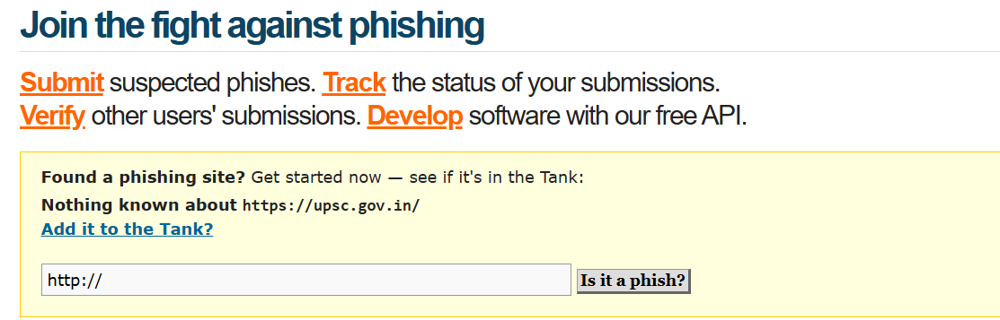 Join the fight against phishing
Submit suspected phishes. Track the status of your submissions.
Verify other users' submissions. Develop software with our free API.
Found a phishing site? Get started now — see if it's in the Tank:
Nothing known about https://upsc.gov.in/
Add it to the Tank?
http:// Is it a phish?